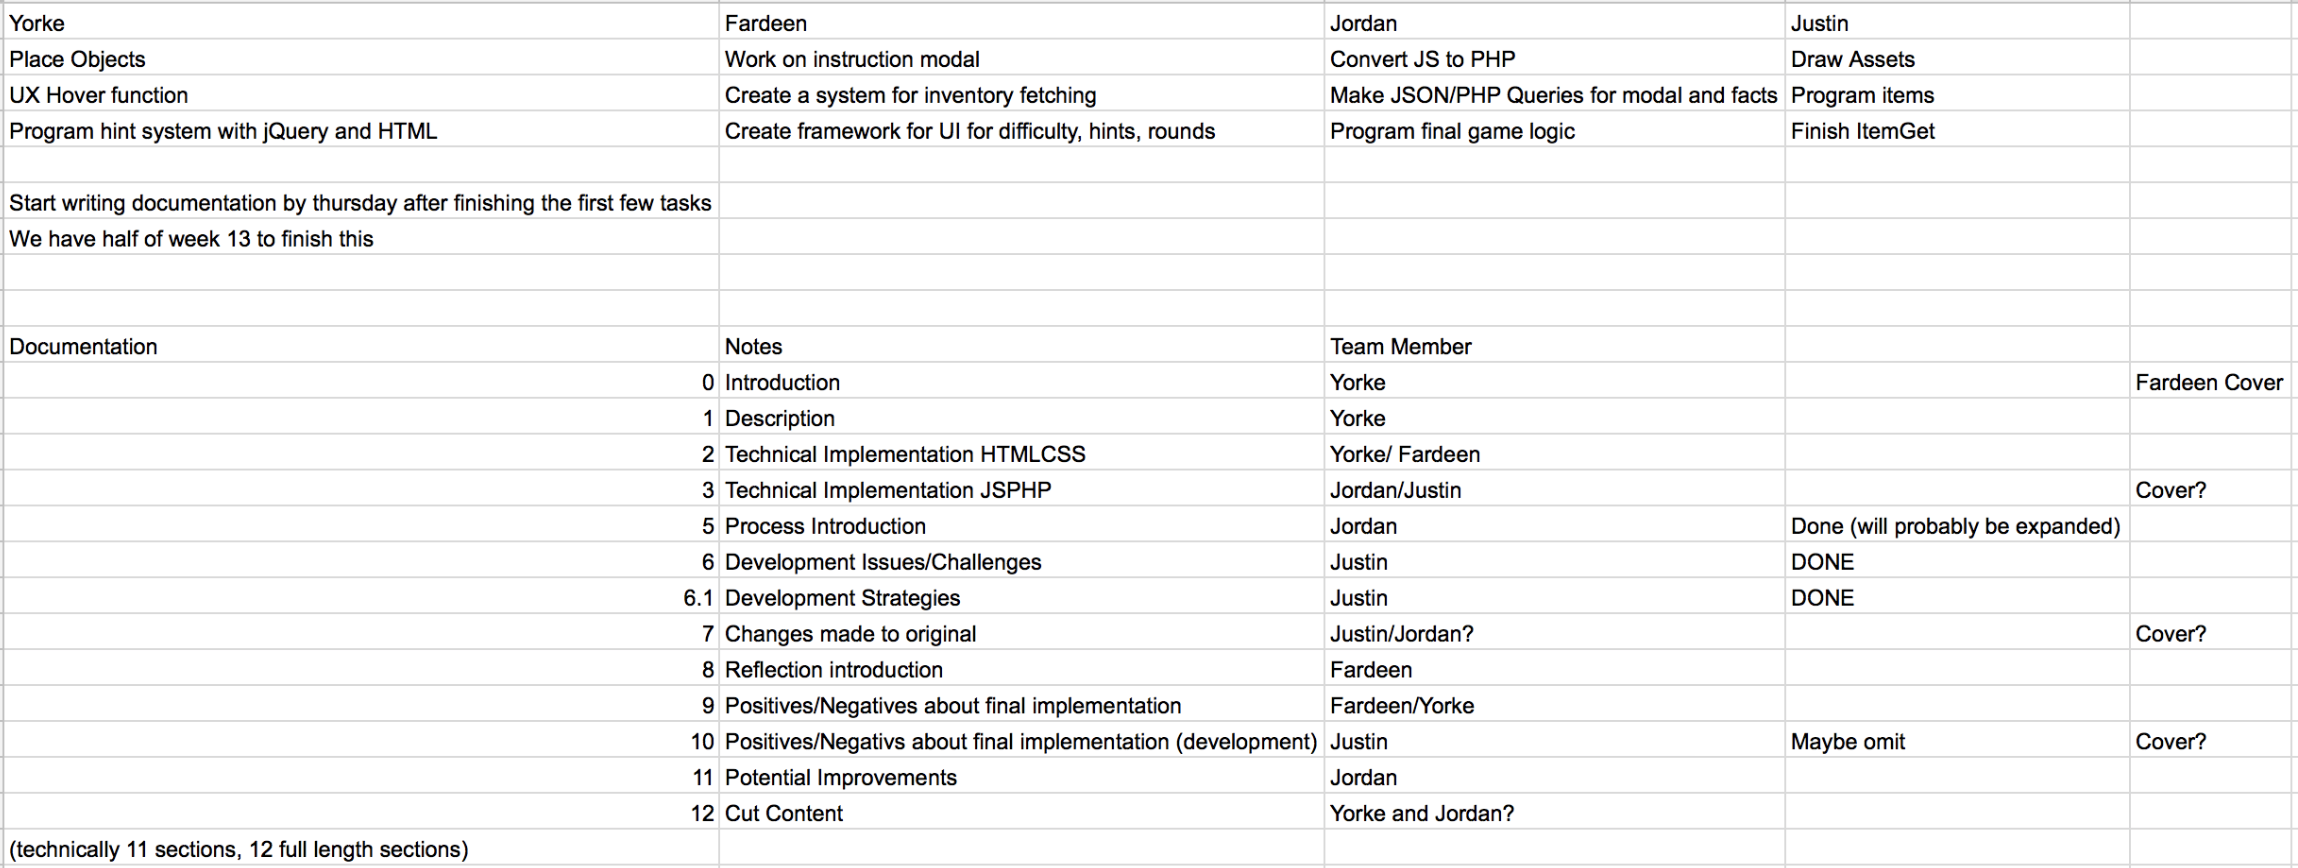 Yorke Fardeen Jordan Justin
Place Objects Work on instruction modal Convert JS to PHP Draw Assets
UX Hover function Create a system for inventory fetching Make JSON/PHP Queries for modal and facts Program items
Program hint system with jQuery and HTML Create framework for UI for difficulty, hints, rounds Program final game logic Finish ItemGet
Start writing documentation by thursday after finishing the first few tasks
We have half of week 13 to finish this
Documentation Notes Team Member
0 Introduction Yorke Fardeen Cover
1 Description Yorke
2 Technical Implementation HTMLCSS Yorke/ Fardeen
3 Technical Implementation JSPHP Jordan/Justin Cover?
5 Process Introduction Jordan Done (will probably be expanded)
6 Development Issues/Challenges Justin DONE
6.1 Development Strategies Justin DONE
7 Changes made to original Justin/Jordan? Cover?
8 Reflection introduction Fardeen
9 Positives/Negatives about final implementation Fardeen/Yorke
10 Positives/Negativs about final implementation (development) Justin Maybe omit Cover?
11 Potential Improvements Jordan
12 Cut Content Yorke and Jordan?
(technically 11 sections, 12 full length sections)